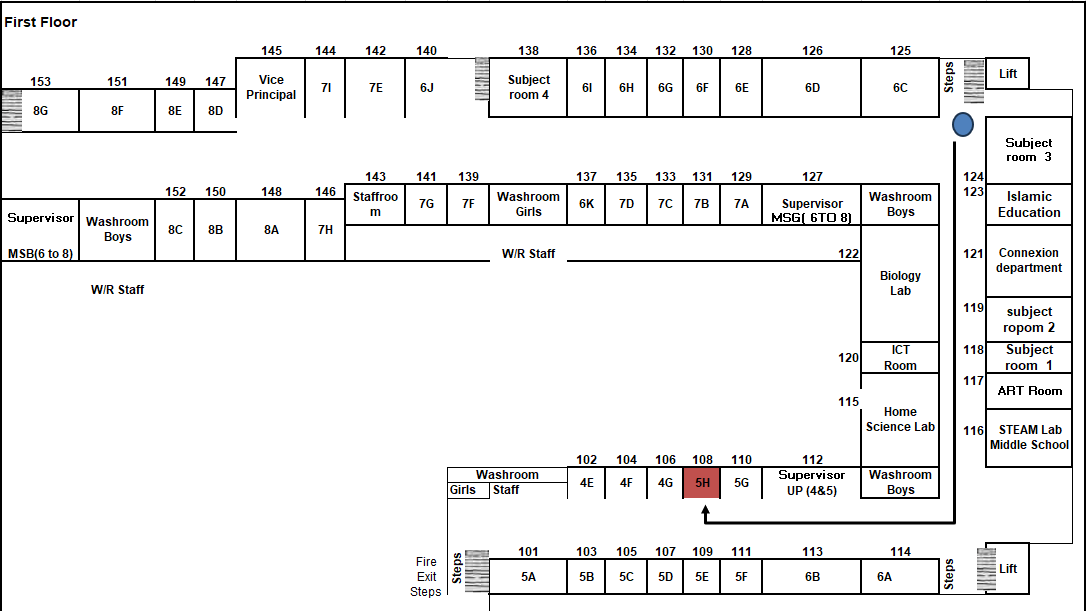 First Floor
145 144 142 140 138 136 134 132 130 128 126 125
153 151 149 147
Vice
Principal
7I 7E 6J
Subject
room 4
6I 6H 6G 6F 6E 6D 6C
Steps
Lift
8G 8F 8E 8D
Subject
room 3
124
152 150 148 146 143 141 139 137 135 133 131 129 127
123
Supervisor
MSB(6 to 8)
Washroom
Boys
8C 8B 8A 7H
Staffroo
m
7G 7F
Washroom
Girls
6K 7D 7C 7B 7A
Supervisor
MSG( 6TO 8)
Washroom
Boys
Islamic
Education
W/R Staff
122
121
Connexion
department
W/R Staff
Biology
Lab
119
subject
ropom 2
120
ICT
Room
118
Subject
room 1
117
ART Room
115
Home
Science Lab
116
STEAM Lab
Middle School
102 104 106 108 110 112
Washroom
Girls Staff
4E 4F 4G 5H 5G
Supervisor
UP (4&5)
Washroom
Boys
101 103 105 107 109 111 113 114
Fire
Exit
Steps
Steps
5A 5B 5C 5D 5E 5F 6B 6A
Steps
Lift